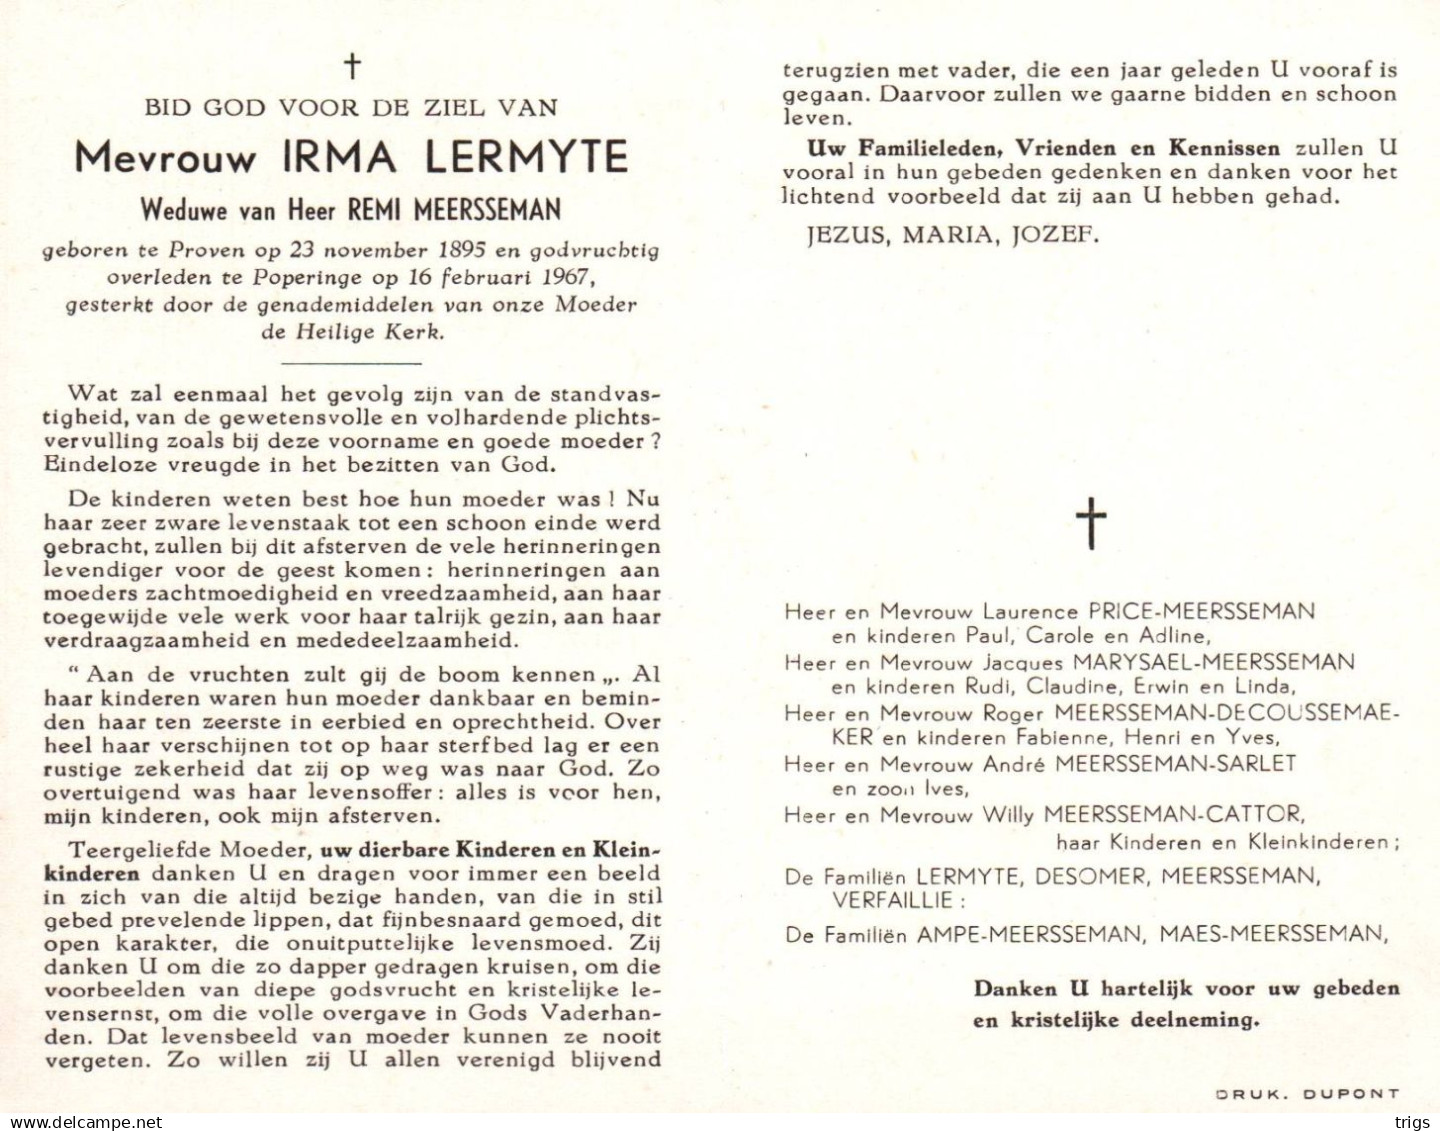 BID GOD VOOR DE ZIEL VAN
Mevrouw IRMA LERMYTE
Weduwe van Heer REMI MEERSSEMAN
geboren te Proven op 23 november 1895 en godvruchtig
overleden te Poperinge op 16 februari 1967,
gesterkt door de genademiddelen van onze Moeder
de Heilige Kerk.
Wat zal eenmaal het gevolg zijn van de standvas-
tigheid, van de gewetensvolle en volhardende plichts-
vervulling zoals bij deze voorname en goede moeder ?
Eindeloze vreugde in het bezitten van God.
De kinderen weten best hoe hun moeder was ! Nu
haar zeer zware levenstaak tot een schoon einde werd
gebracht, zullen bij dit afsterven de vele herinneringen
levendiger voor de geest komen : herinneringen aan
moeders zachtmoedigheid en vreedzaamheid, aan haar
toegewijde vele werk voor haar talrijk gezin, aan haar
verdraagzaamheid en mededeelzaamheid.
“ Aan de vruchten zult gij de boom kennen „. Al
haar kinderen waren hun moeder dankbaar en bemin-
den haar ten zeerste in eerbied en oprechtheid. Over
heel haar verschijnen tot op haar sterfbed lag er een
rustige zekerheid dat zij op weg was naar God. Zo
overtuigend was haar levensoffer : alles is voor hen,
mijn kinderen, ook mijn afsterven.
Teergeliefde Moeder, uw dierbare Kinderen en Klein-
kinderen danken U en dragen voor immer een beeld
in zich van die altijd bezige handen, van die in stil
gebed prevelende lippen, dat fijnbesnaard gemoed, dit
open karakter, die onuitputtelijke levensmoed. Zij
danken U om die zo dapper gedragen kruisen, om die
voorbeelden van diepe godsvrucht en kristelijke le-
vensernst, om die volle overgave in Gods Vaderhan-
den. Dat levensbeeld van moeder kunnen ze nooit
vergeten. Zo willen zij U allen verenigd blijvend
terugzien met vader, die een jaar geleden U vooraf is
gegaan. Daarvoor zullen we gaarne bidden en schoon
leven.
Uw Familieleden, Vrienden en Kennissen zullen U
vooral in hun gebeden gedenken en danken voor het
lichtend voorbeeld dat zij aan U hebben gehad.
JEZUS, MARIA, JOZEF.
Heer en Mevrouw Laurence PRICE-MEERSSEMAN
en kinderen Paul, Carole en Adline,
Heer en Mevrouw Jacques MARYSAEL-MEERSSEMAN
en kinderen Rudi, Claudine, Erwin en Linda,
Heer en Mevrouw Roger MEERSSEMAN-DECOUSSEMAE-
KER en kinderen Fabienne, Henri en Yves,
Heer en Mevrouw André MEERSSEMAN-SARLET
en zoon Ives,
Heer en Mevrouw Willy MEERSSEMAN-CATTOR,
haar Kinderen en Kleinkinderen ;
De Familiën LERMYTE, DESOMER, MEERSSEMAN,
VERFAILLIE :
De Familiën AMPE-MEERSSEMAN, MAES-MEERSSEMAN,
Danken U hartelijk voor uw gebeden
en kristelijke deelneming.
DRUK. DUPONT
www.delcampe.net
trigs